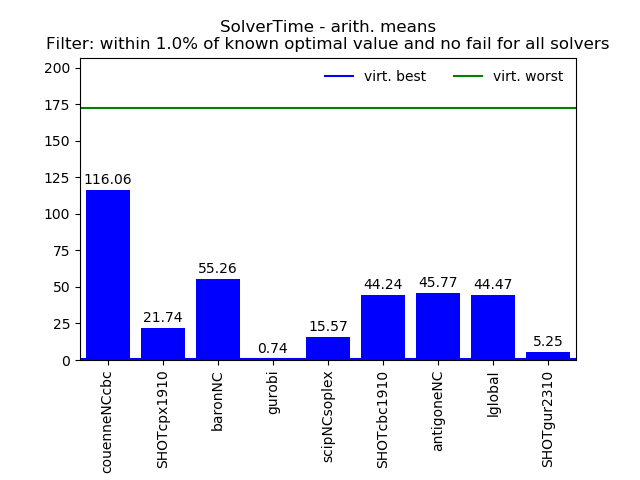 SolverTime - arith. means
Filter: within 1.0% of known optimal value and no fail for all solvers
virt. best virt. worst
200
175
150
125
100
75
50
25
0
116.06
21.74
55.26
0.74
15.57
44.24
45.77
44.47
5.25
couenneNCcbc
SHOTcpx1910
baronNC
gurobi
scipNCsoplex
SHOTcbc1910
antigoneNC
lglobal
SHOTgur2310